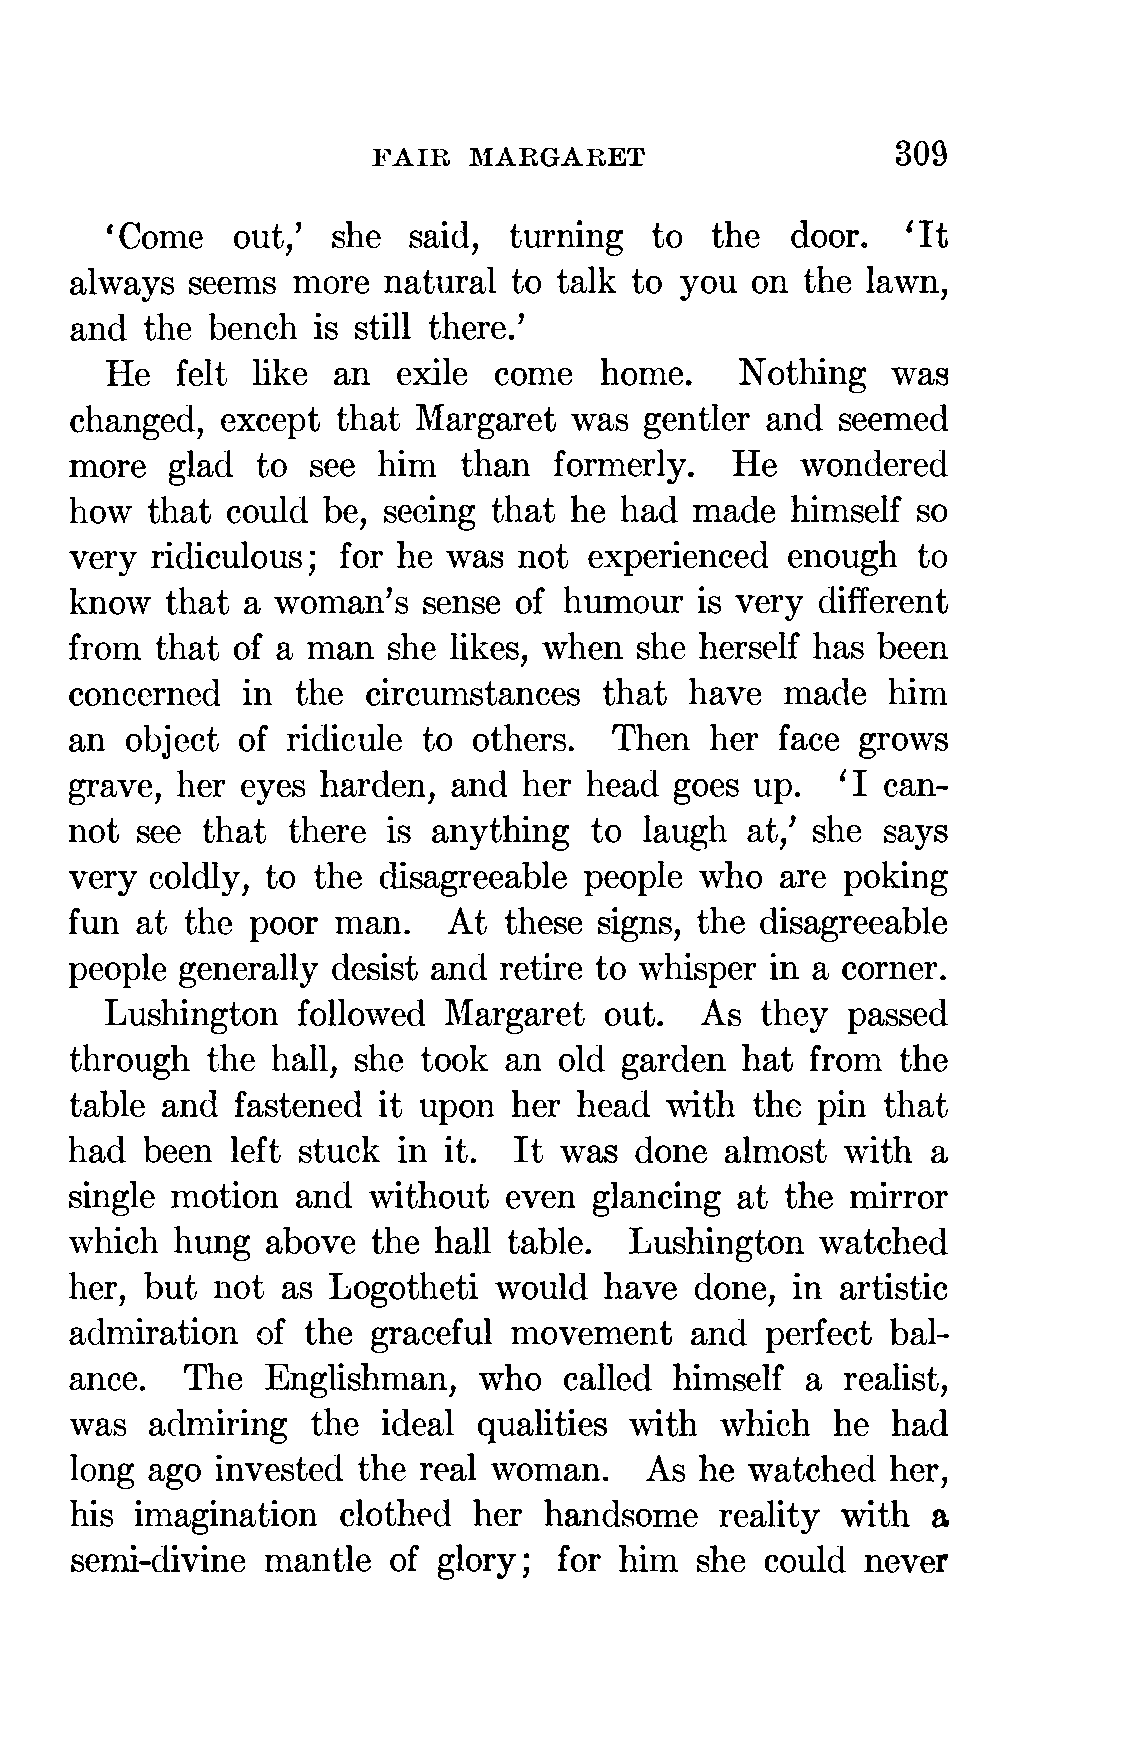 FAIR MARGARET 309
‘Come out,’ she said, turning to the door. ‘It
always seems more natural to talk to you on the lawn,
and the bench is still there.’
He felt like an exile come home. Nothing was
changed, except that Margaret was gentler and seemed
more glad to see him than formerly. He wondered
how that could be, seeing that he had made himself so
very ridiculous; for he was not experienced enough to
know that a woman’s sense of humour is very different
from that of a man she likes, when she herself has been
concerned in the circumstances that have made him
an object of ridicule to others. Then her face grows
grave, her eyes harden, and her head goes up. ‘I can-
not see that there is anything to laugh at,’ she says
very coldly, to the disagreeable people who are poking
fun at the poor man. At these signs, the disagreeable
people generally desist and retire to whisper in a corner.
Lushington followed Margaret out. As they passed
through the hall, she took an old garden hat from the
table and fastened it upon her head with the pin that
had been left stuck in it. It was done almost with a
single motion and without even glancing at the mirror
which hung above the hall table. Lushington watched
her, but not as Logotheti would have done, in artistic
admiration of the graceful movement and perfect bal-
ance. The Englishman, who called himself a realist,
was admiring the ideal qualities with which he had
long ago invested the real woman. As he watched her,
his imagination clothed her handsome reality with a
semi-divine mantle of glory; for him she could never